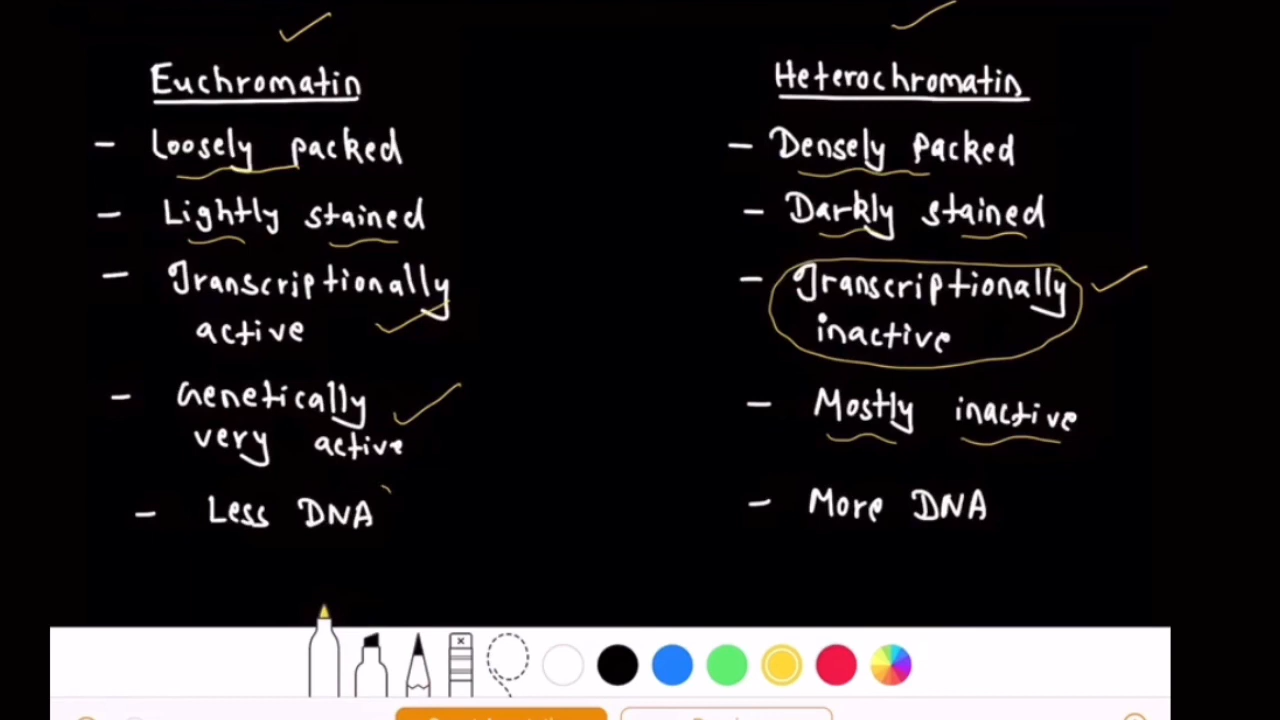 Euchromatin
- Loosely packed
- Lightly stained
- Transcriptionally
active
- Genetically
very active
- Less DNA
Heterochromatin
- Densely Packed
- Darkly stained
- Transcriptionally
inactive
- Mostly inactive
- More DNA